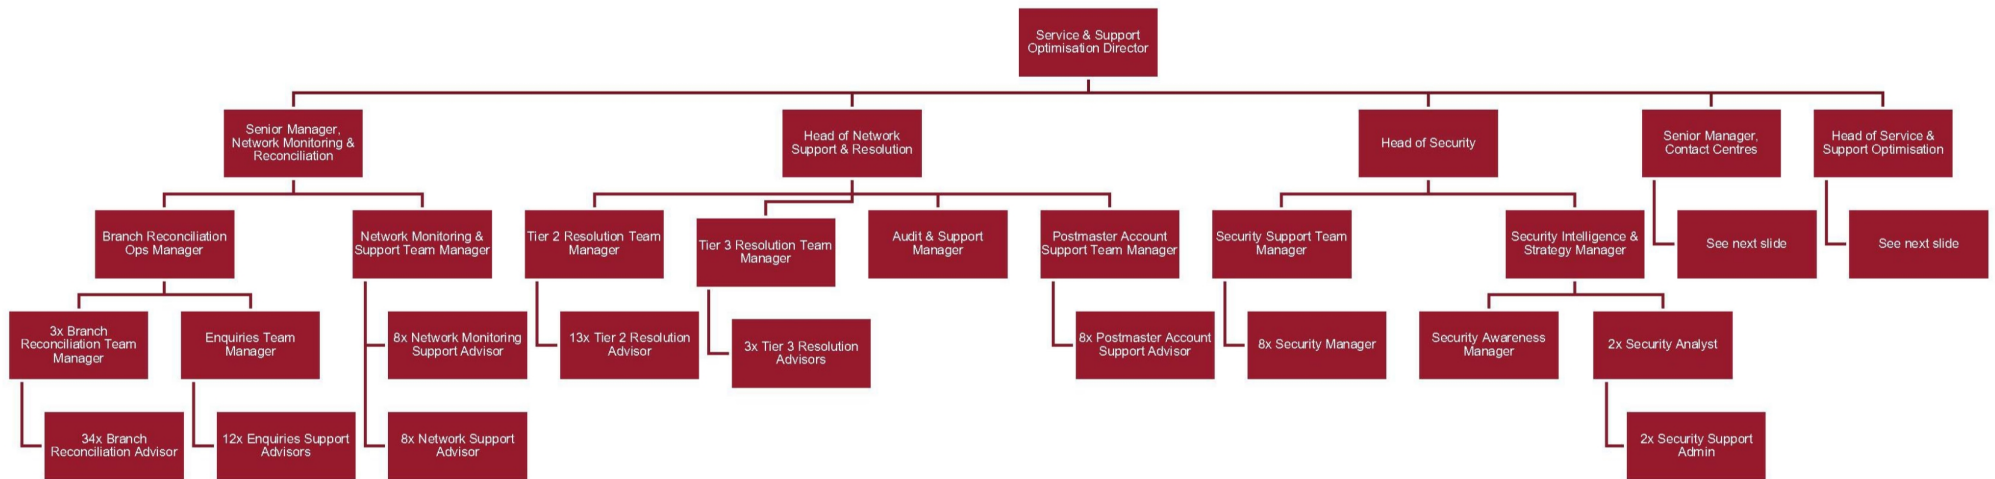 Service & Support
Optimisation Director
Senior Manager,
Network Monitoring &
Reconciliation
Head of Network
Support & Resolution
Head of Security
Senior Manager,
Contact Centres
Head of Service &
Support Optimisation
Branch Reconciliation
Ops Manager
Network Monitoring &
Support Team Manager
Tier 2 Resolution Team
Manager
Tier 3 Resolution Team
Manager
Audit & Support
Manager
Postmaster Account
Support Team Manager
Security Support Team
Manager
Security Intelligence &
Strategy Manager
See next slide
See next slide
3x Branch
Reconciliation Team
Manager
Enquiries Team
Manager
8x Network Monitoring
Support Advisor
13x Tier 2 Resolution
Advisor
3x Tier 3 Resolution
Advisors
8x Postmaster Account
Support Advisor
8x Security Manager
Security Awareness
Manager
2x Security Analyst
34x Branch
Reconciliation Advisor
12x Enquiries Support
Advisors
8x Network Support
Advisor
2x Security Support
Admin